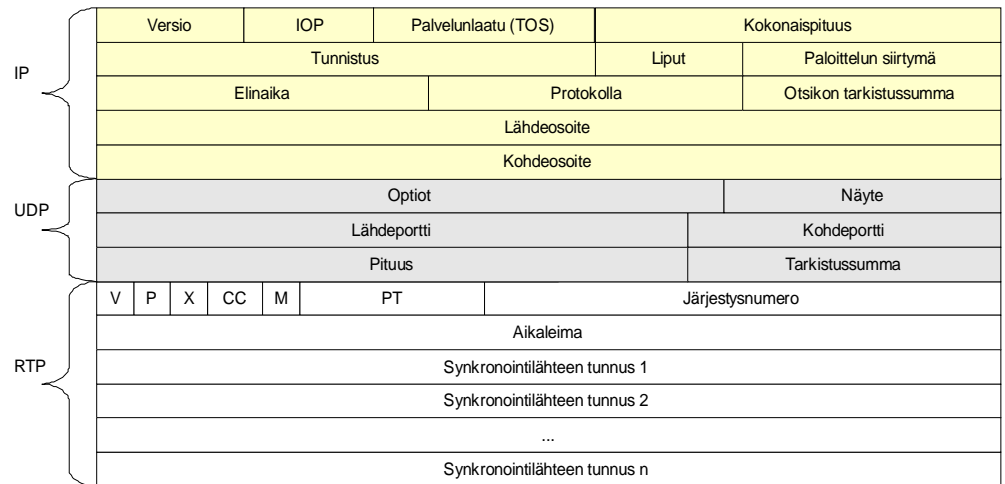 Versio IOP Palvelunlaatu (TOS) Kokonaispituus
Tunnistus Liput Paloittelun siirtymä
IP
Elinaika Protokolla Otsikon tarkistussumma
Lähdeosoite
Kohdeosoite
Optiot Näyte
UDP
Lähdeportti Kohdeportti
Pituus Tarkistussumma
V P X CC M PT Järjestysnumero
Aikaleima
RTP
Synkronointilähteen tunnus 1
Synkronointilähteen tunnus 2
...
Synkronointilähteen tunnus n